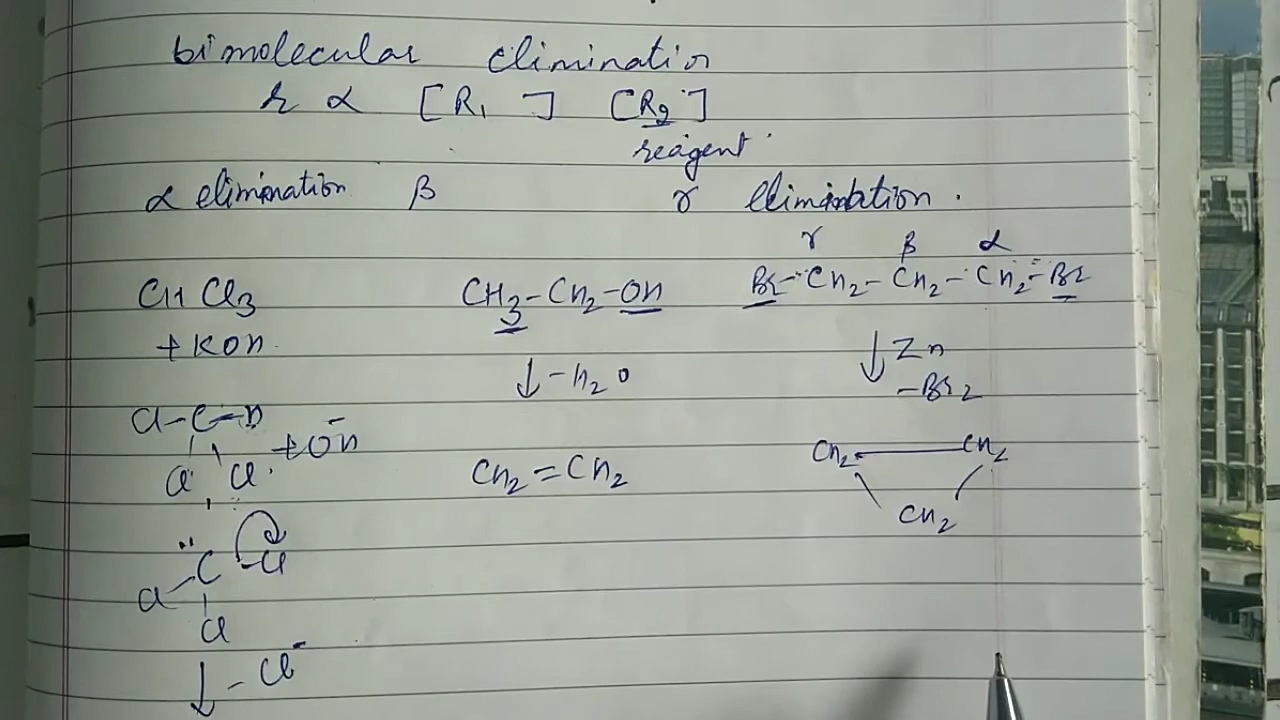 bimolecular elimination
r α [R₁] [R₂]
reagent
α elimination β γ elimination.
γ β α
CHCl₃ CH₃-CH₂-OH Br-CH₂-CH₂-CH₂-Br
+KOH ↓-H₂O ↓Zn
-Br₂
Cl-C-H
+OH⁻
Cl Cl
CH₂=CH₂ CH₂-CH₂
CH₂
C
Cl Cl
Cl
↓ -Cl⁻